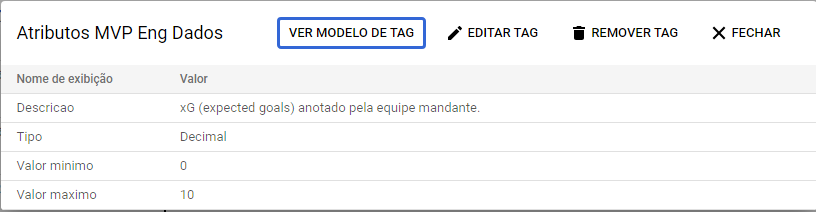 Atributos MVP Eng Dados VER MODELO DE TAG EDITAR TAG REMOVER TAG FECHAR
Nome de exibição Valor
Descricao xG (expected goals) anotado pela equipe mandante.
Tipo Decimal
Valor minimo 0
Valor maximo 10